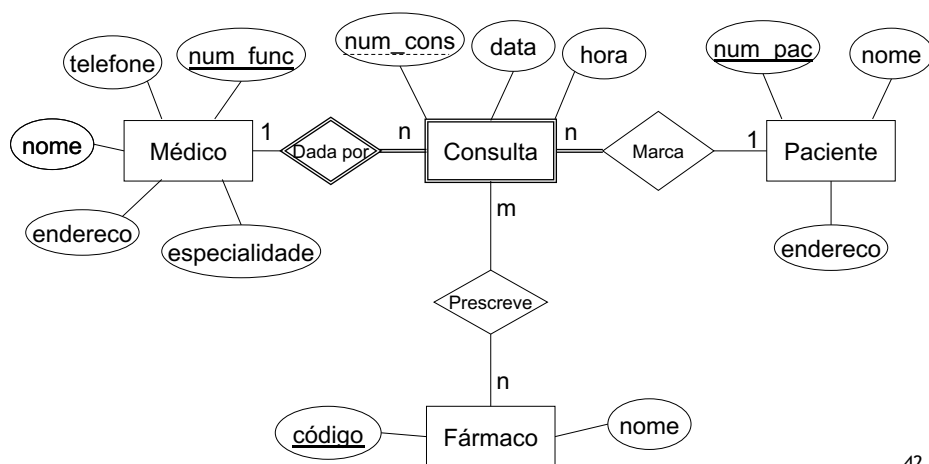 num_cons
data
hora
num_pac
nome
telefone
num_func
nome
Médico
1
Dada por
n
Consulta
n
Marca
1
Paciente
endereco
especialidade
m
endereco
Prescreve
n
código
Fármaco
nome
42